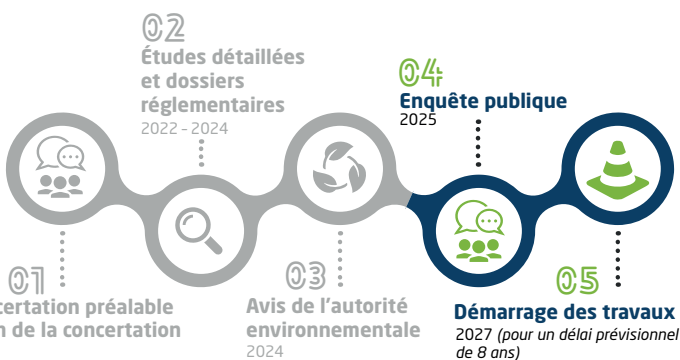 02
Études détaillées
et dossiers
réglementaires
2022 - 2024
04
Enquête publique
2025
01
certation préalable
n de la concertation
03
Avis de l'autorité
environnementale
2024
05
Démarrage des travaux
2027 (pour un délai prévisionnel
de 8 ans)